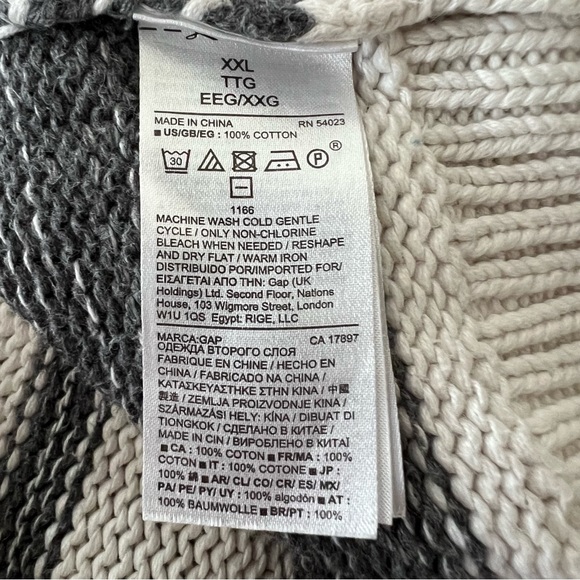 XXL
TTG
EEG/XXG
MADE IN CHINA RN 54023
■ US/GB/EG : 100% COTTON
30 P ®
1166
MACHINE WASH COLD GENTLE
CYCLE / ONLY NON-CHLORINE
BLEACH WHEN NEEDED / RESHAPE
AND DRY FLAT / WARM IRON
DISTRIBUIDO POR/IMPORTED FOR/
ΕΙΣΑΓΕΤΑΙ ΑΠΟ ΤΗΝ: Gap (UK
Holdings) Ltd. Second Floor, Nations
House, 103 Wigmore Street, London
W1U 1QS Egypt: RIGE, LLC
MARCA:GAP CA 17897
ОДЕЖДА ВТОРОГО СЛОЯ
FABRIQUE EN CHINE / HECHO EN
CHINA / FABRICADO NA CHINA /
ΚΑΤΑΣΚΕΥΑΣΤΗΚΕ ΣΤΗΝ ΚΙΝΑ / 中國
製造 / ZEMLJA PROIZVODNJE KINA /
SZÁRMAZÁSI HELY: KÍNA / DIBUAT DI
TIONGKOK / СДЕЛАНО В КИТАЕ /
MADE IN CIN / ВИРОБЛЕНО В КИТАЇ
■ CA : 100% COTTON ■ FR/MA : 100%
COTON ■ IT : 100% COTONE ■ JP :
100% 綿 ■ AR/ CL/ CO/ CR/ ES/ MX/
PA/ PE/ PY/ UY : 100% algodón ■ AT :
100% BAUMWOLLE ■ BR/PT : 100%